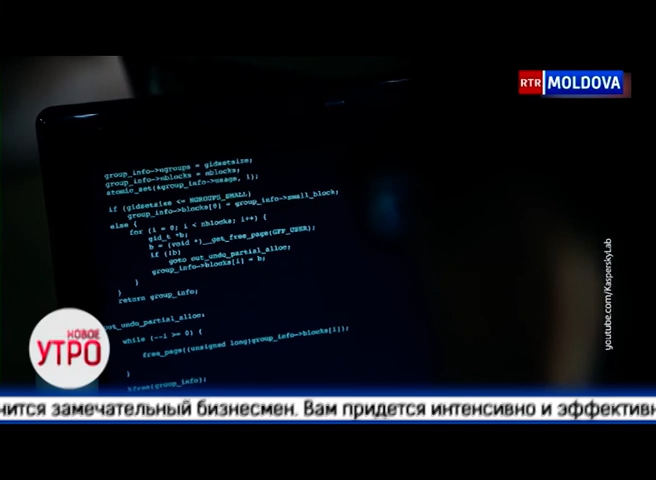 RTR MOLDOVA
group_info->ngroups = gidsetsize;
group_info->nblocks = nblocks;
atomic_set(&group_info->usage, 1);
if (gidsetsize <= NGROUPS_SMALL)
group_info->blocks[0] = group_info->small_block;
else {
for (i = 0; i < nblocks; i++) {
gid_t *b;
b = (void *)__get_free_page(GFP_USER);
if (!b)
goto out_undo_partial_alloc;
group_info->blocks[i] = b;
}
}
return group_info;
out_undo_partial_alloc:
while (--i >= 0) {
free_page((unsigned long)group_info->blocks[i]);
}
kfree(group_info);
youtube.com/KasperskyLab
НОВОЕ
УТРО
нится замечательный бизнесмен. Вам придется интенсивно и эффективн